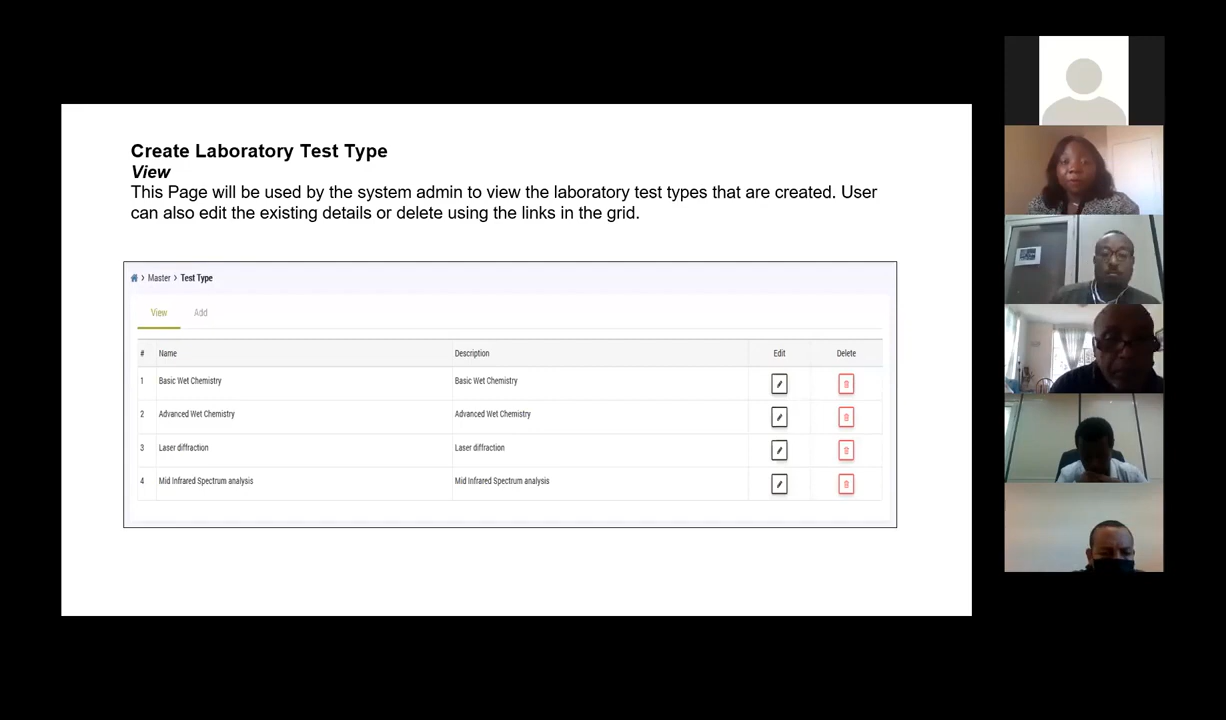 Create Laboratory Test Type
View
This Page will be used by the system admin to view the laboratory test types that are created. User
can also edit the existing details or delete using the links in the grid.
> Master > Test Type
View Add
# Name Description Edit Delete
1 Basic Wet Chemistry Basic Wet Chemistry
2 Advanced Wet Chemistry Advanced Wet Chemistry
3 Laser diffraction Laser diffraction
4 Mid Infrared Spectrum analysis Mid Infrared Spectrum analysis